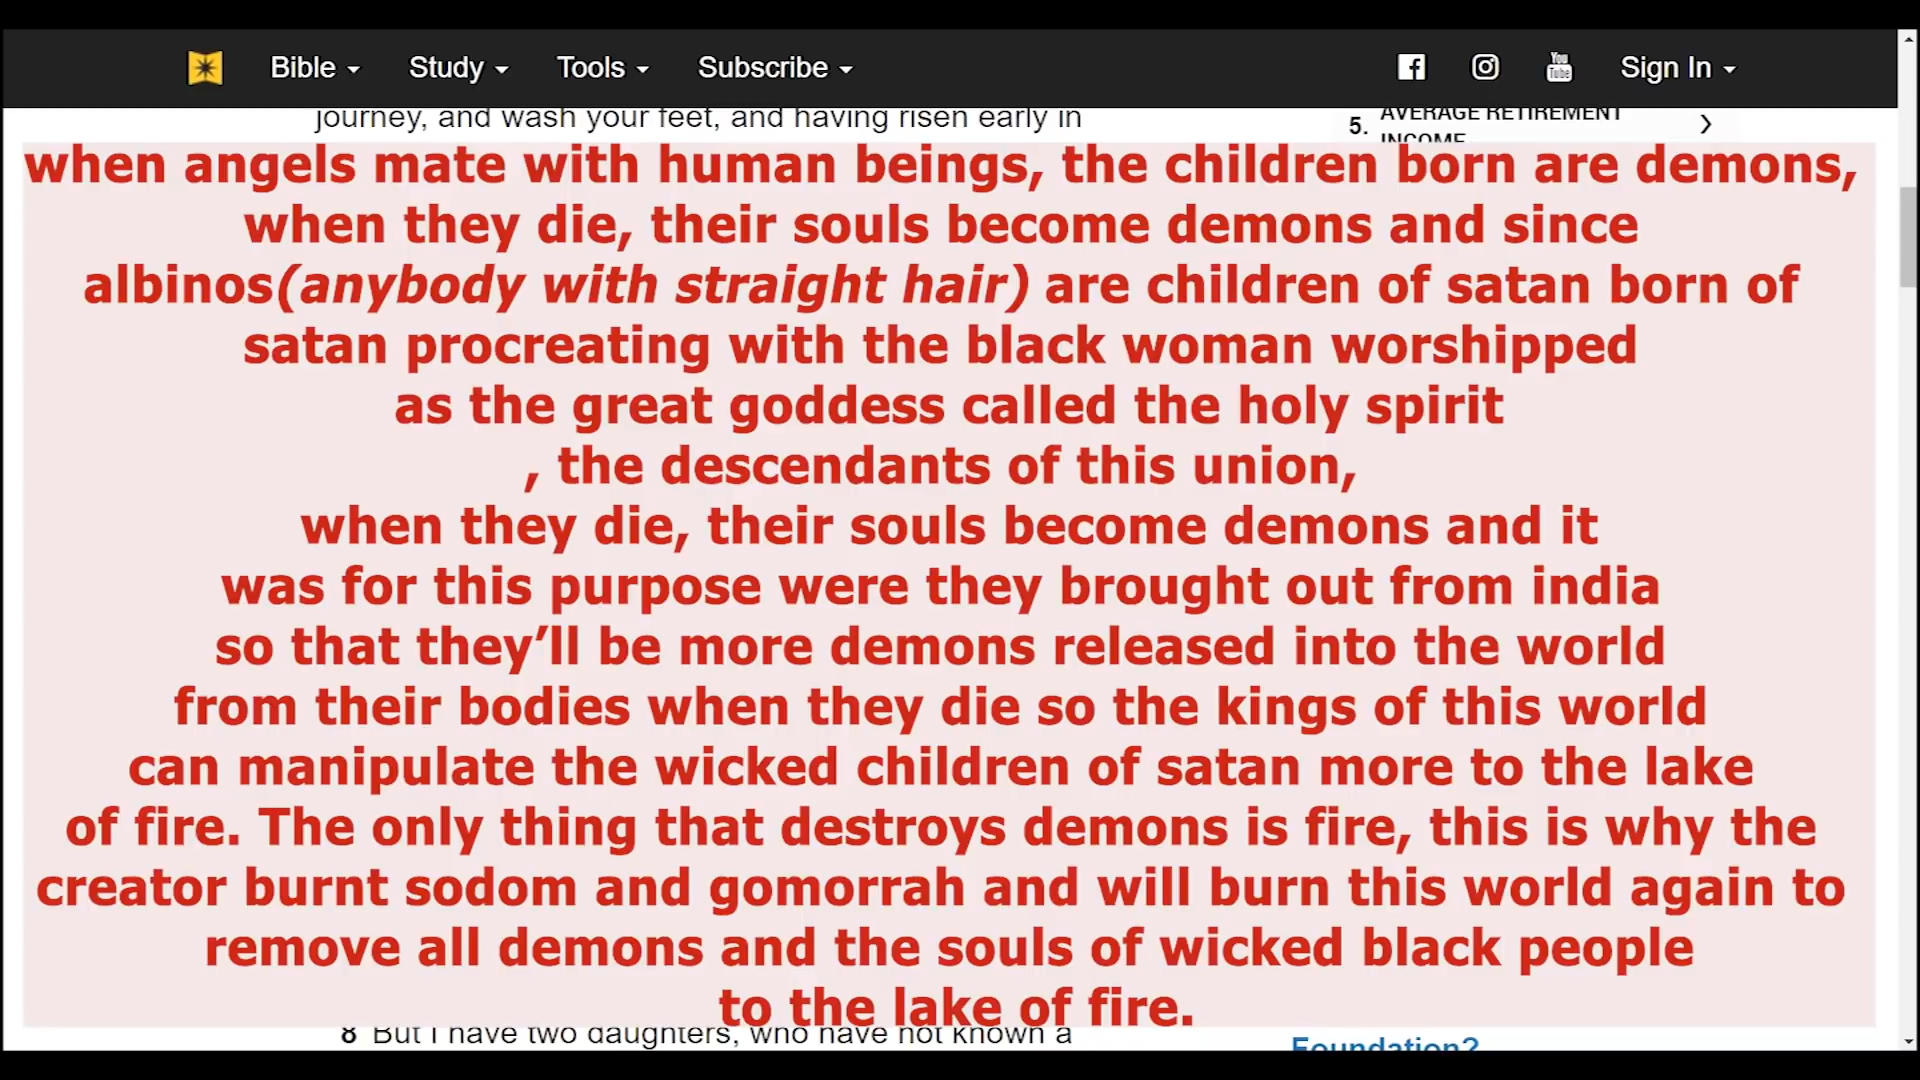 Bible
Study
Tools
Subscribe
You
Tube
Sign In
journey, and wash your feet, and having risen early in
5. AVERAGE RETIREMENT
INCOME
when angels mate with human beings, the children born are demons,
when they die, their souls become demons and since
albinos(anybody with straight hair) are children of satan born of
satan procreating with the black woman worshipped
as the great goddess called the holy spirit
, the descendants of this union,
when they die, their souls become demons and it
was for this purpose were they brought out from india
so that they’ll be more demons released into the world
from their bodies when they die so the kings of this world
can manipulate the wicked children of satan more to the lake
of fire. The only thing that destroys demons is fire, this is why the
creator burnt sodom and gomorrah and will burn this world again to
remove all demons and the souls of wicked black people
to the lake of fire.
8 But I have two daughters, who have not known a
Foundation?